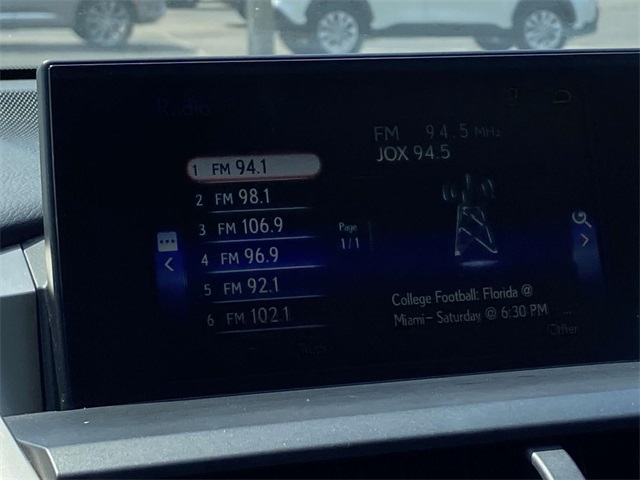 Radio
FM 94.5 MHz
JOX 94.5
1 FM 94.1
2 FM 98.1
3 FM 106.9
4 FM 96.9
5 FM 92.1
6 FM 102.1
Page
1/1
College Football: Florida @
Miami- Saturday @ 6:30 PM